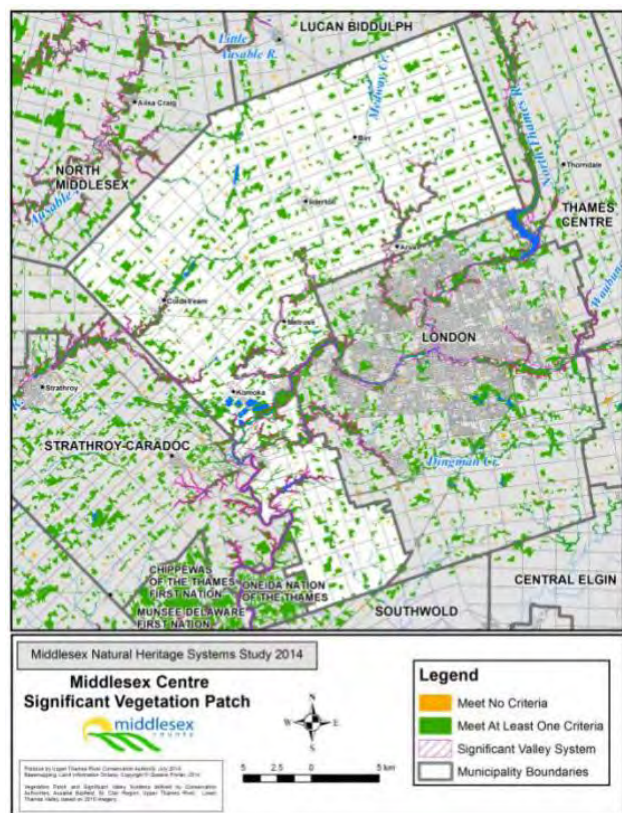 LUCAN BIDDULPH
Little
Ausable R.
Medway Cr.
North Thames R.
Ailsa Craig
Thorndale
NORTH
MIDDLESEX
Ausable
Ilderton
THAMES
CENTRE
Arva
Coldstream
Melrose
LONDON
Waubuno
Strathroy
Komoka
STRATHROY-CARADOC
Dingman Cr.
CHIPPEWAS
OF THE THAMES
FIRST NATION
ONEIDA NATION
OF THE THAMES
MUNSEE-DELAWARE
FIRST NATION
CENTRAL ELGIN
SOUTHWOLD
Middlesex Natural Heritage Systems Study 2014
Middlesex Centre
Significant Vegetation Patch
middlesex
county
N
W E
S
5 2.5 0 5 km
Legend
Meet No Criteria
Meet At Least One Criteria
Significant Valley System
Municipality Boundaries